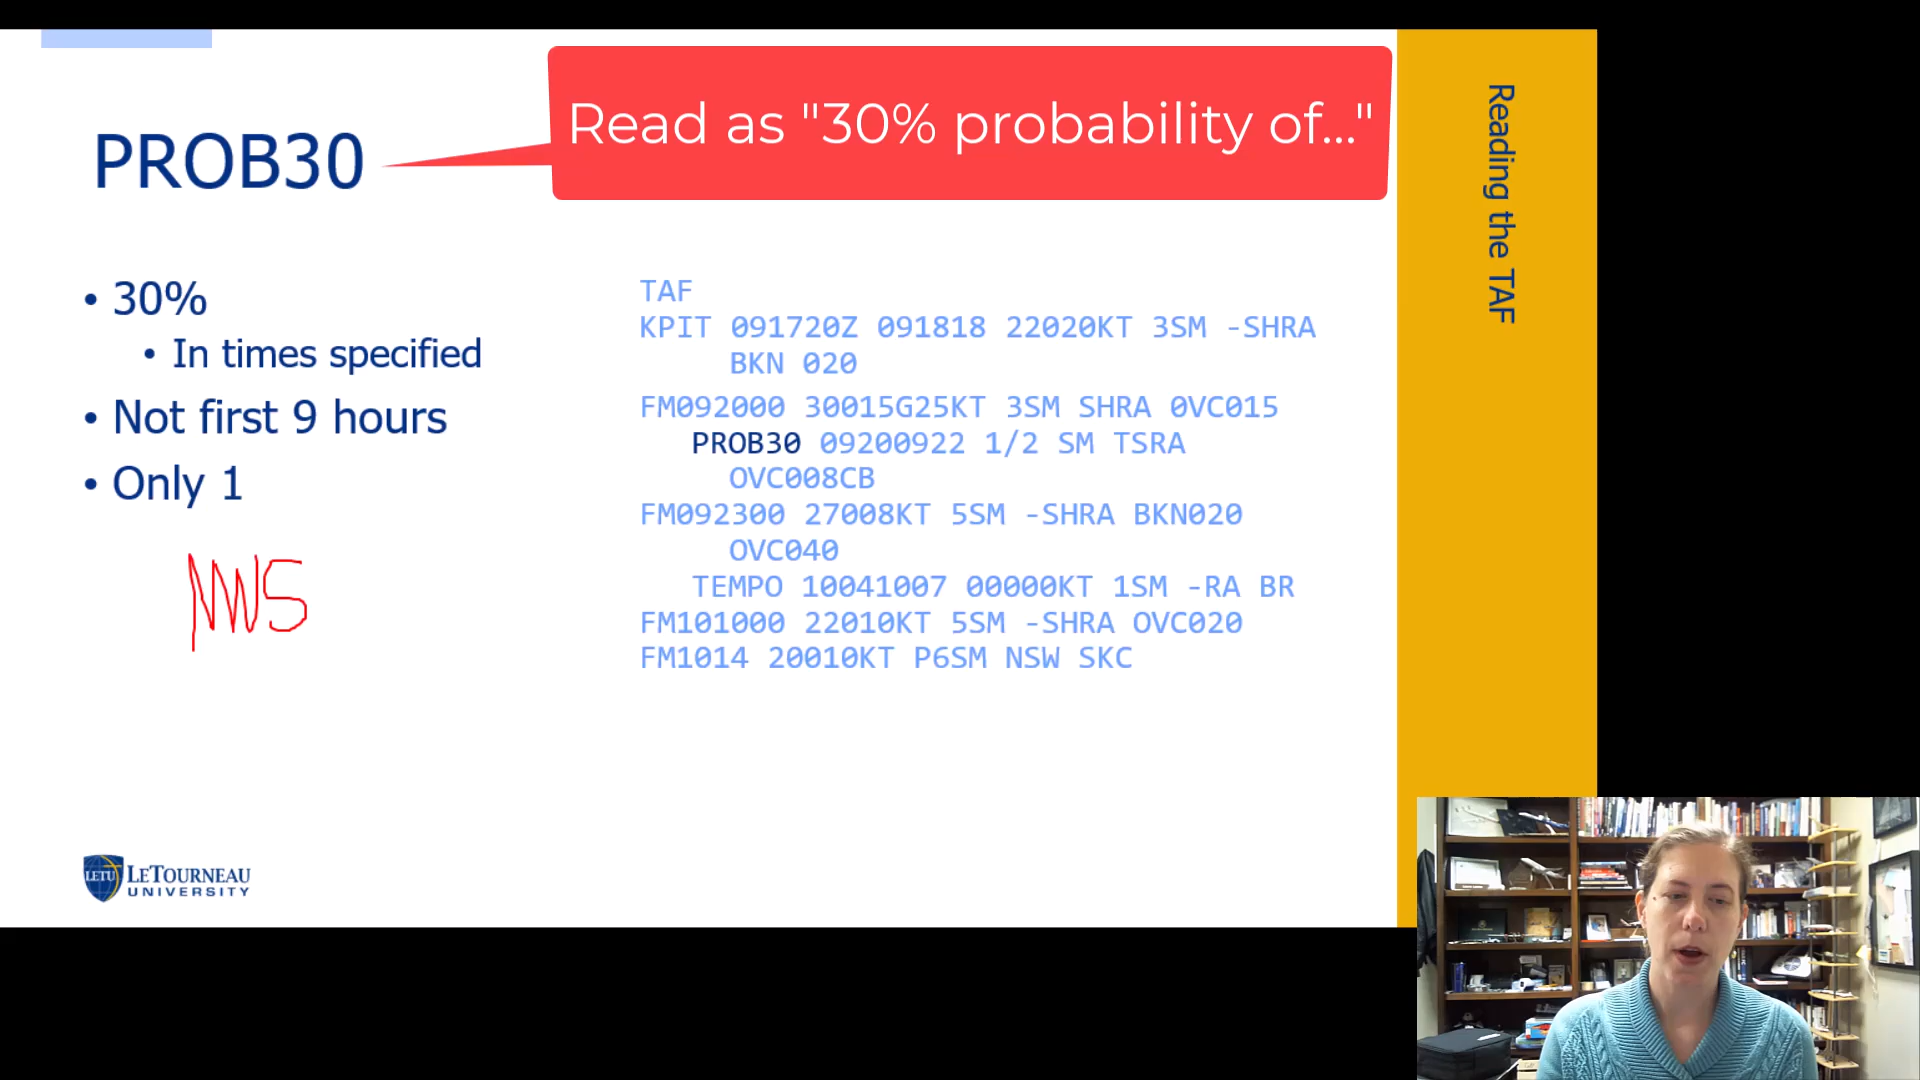 PROB30
Read as "30% probability of..."
Reading the TAF
• 30%
• In times specified
• Not first 9 hours
• Only 1
NWS
TAF
KPIT 091720Z 091818 22020KT 3SM -SHRA
BKN 020
FM092000 30015G25KT 3SM SHRA 0VC015
PROB30 09200922 1/2 SM TSRA
OVC008CB
FM092300 27008KT 5SM -SHRA BKN020
OVC040
TEMPO 10041007 00000KT 1SM -RA BR
FM101000 22010KT 5SM -SHRA OVC020
FM1014 20010KT P6SM NSW SKC
LETU
LETOURNEAU
UNIVERSITY